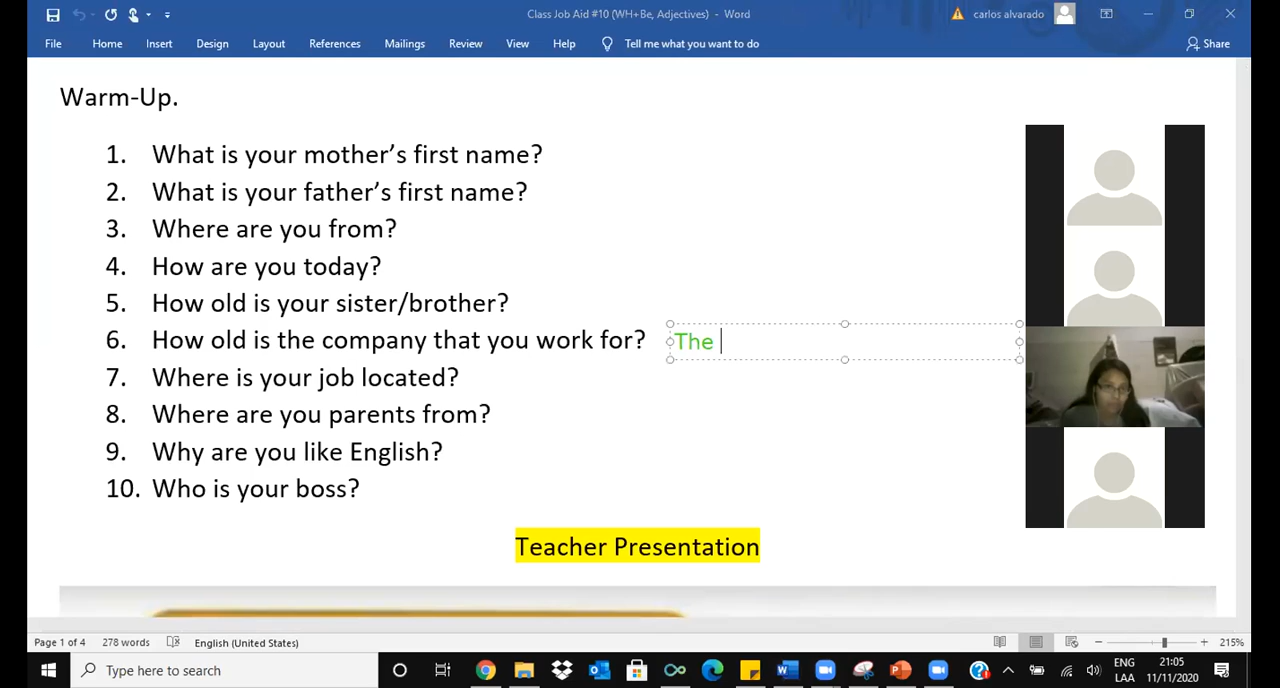 Class Job Aid #10 (WH+Be, Adjectives) - Word
carlos alvarado
File Home Insert Design Layout References Mailings Review View Help Tell me what you want to do Share
Warm-Up.
1. What is your mother’s first name?
2. What is your father’s first name?
3. Where are you from?
4. How are you today?
5. How old is your sister/brother?
6. How old is the company that you work for? The
7. Where is your job located?
8. Where are you parents from?
9. Why are you like English?
10. Who is your boss?
Teacher Presentation
Page 1 of 4 278 words English (United States) 215%
Type here to search ENG 21:05
LAA 11/11/2020